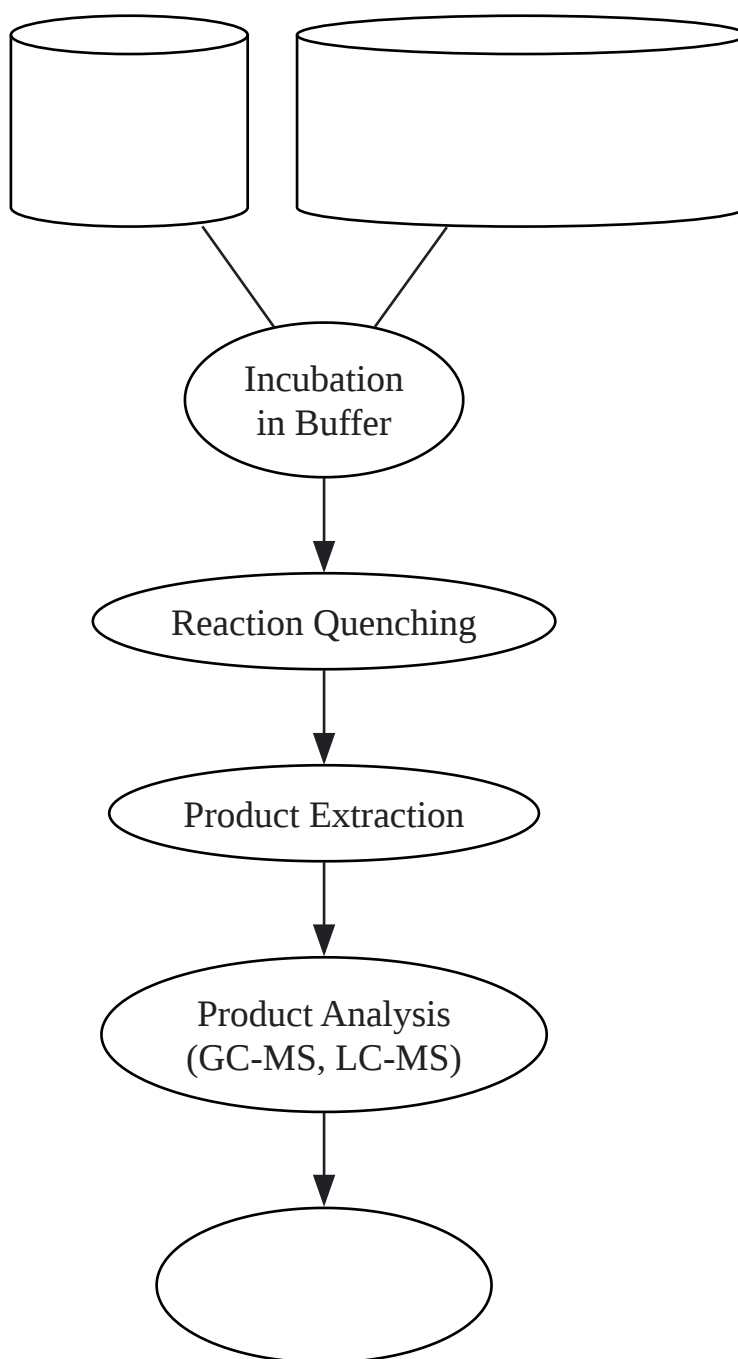 Incubation
in Buffer
Reaction Quenching
Product Extraction
Product Analysis
(GC-MS, LC-MS)